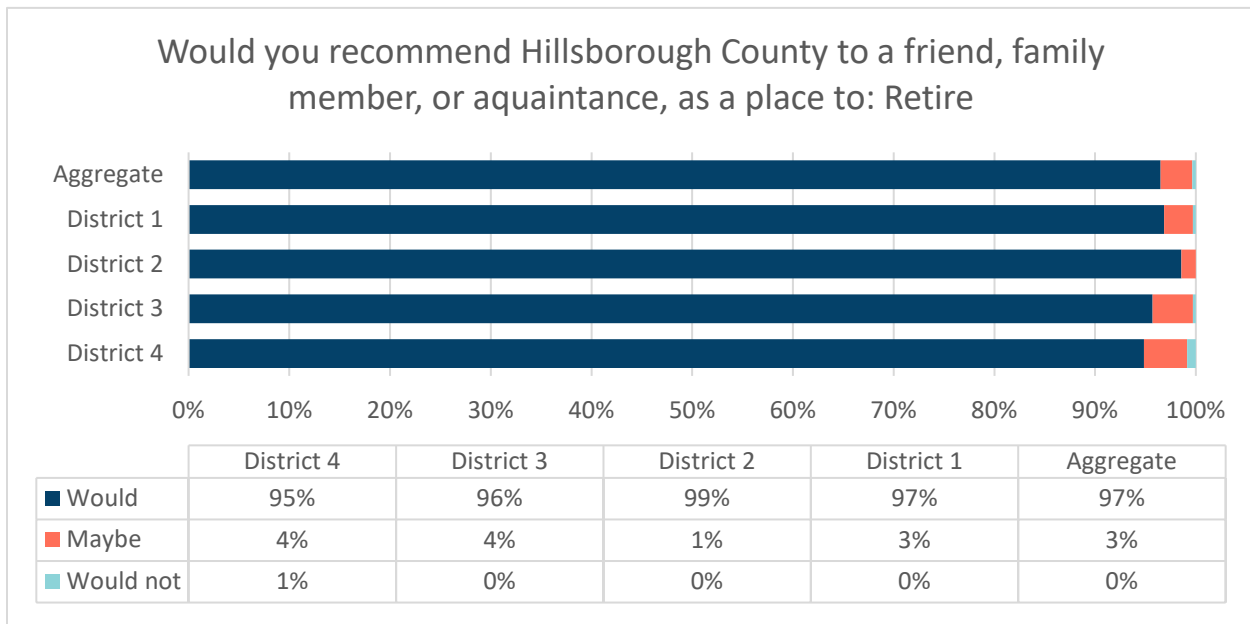 Would you recommend Hillsborough County to a friend, family
member, or aquaintance, as a place to: Retire
Aggregate
District 1
District 2
District 3
District 4
0% 10% 20% 30% 40% 50% 60% 70% 80% 90% 100%
District 4 District 3 District 2 District 1 Aggregate
Would 95% 96% 99% 97% 97%
Maybe 4% 4% 1% 3% 3%
Would not 1% 0% 0% 0% 0%